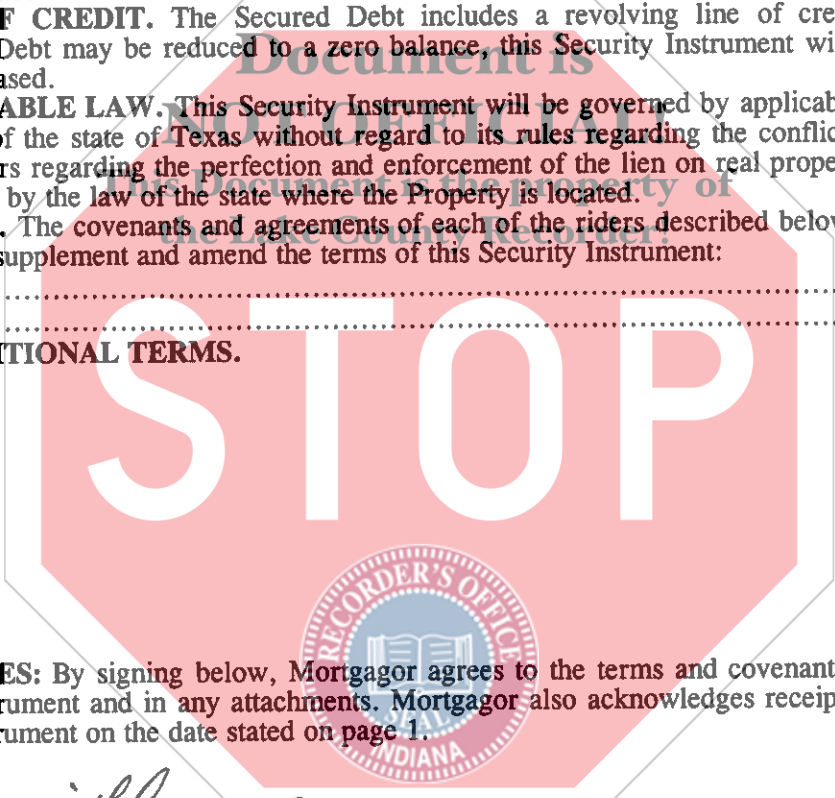 F CREDIT. The Secured Debt includes a revolving line of cre
Debt may be reduced to a zero balance, this Security Instrument wi
ased.
Document is
NOT OFFICIAL!
ABLE LAW. This Security Instrument will be governed by applicab
of the state of Texas without regard to its rules regarding the conflic
rs regarding the perfection and enforcement of the lien on real prope
by the law of the state where the Property is located.
This Document is the property of
the Lake County Recorder!
. The covenants and agreements of each of the riders described below
supplement and amend the terms of this Security Instrument:
TIONAL TERMS.
STOP
RECORDER'S OFFICE
SEAL
INDIANA
ES: By signing below, Mortgagor agrees to the terms and covenant
rument and in any attachments. Mortgagor also acknowledges receip
rument on the date stated on page 1.